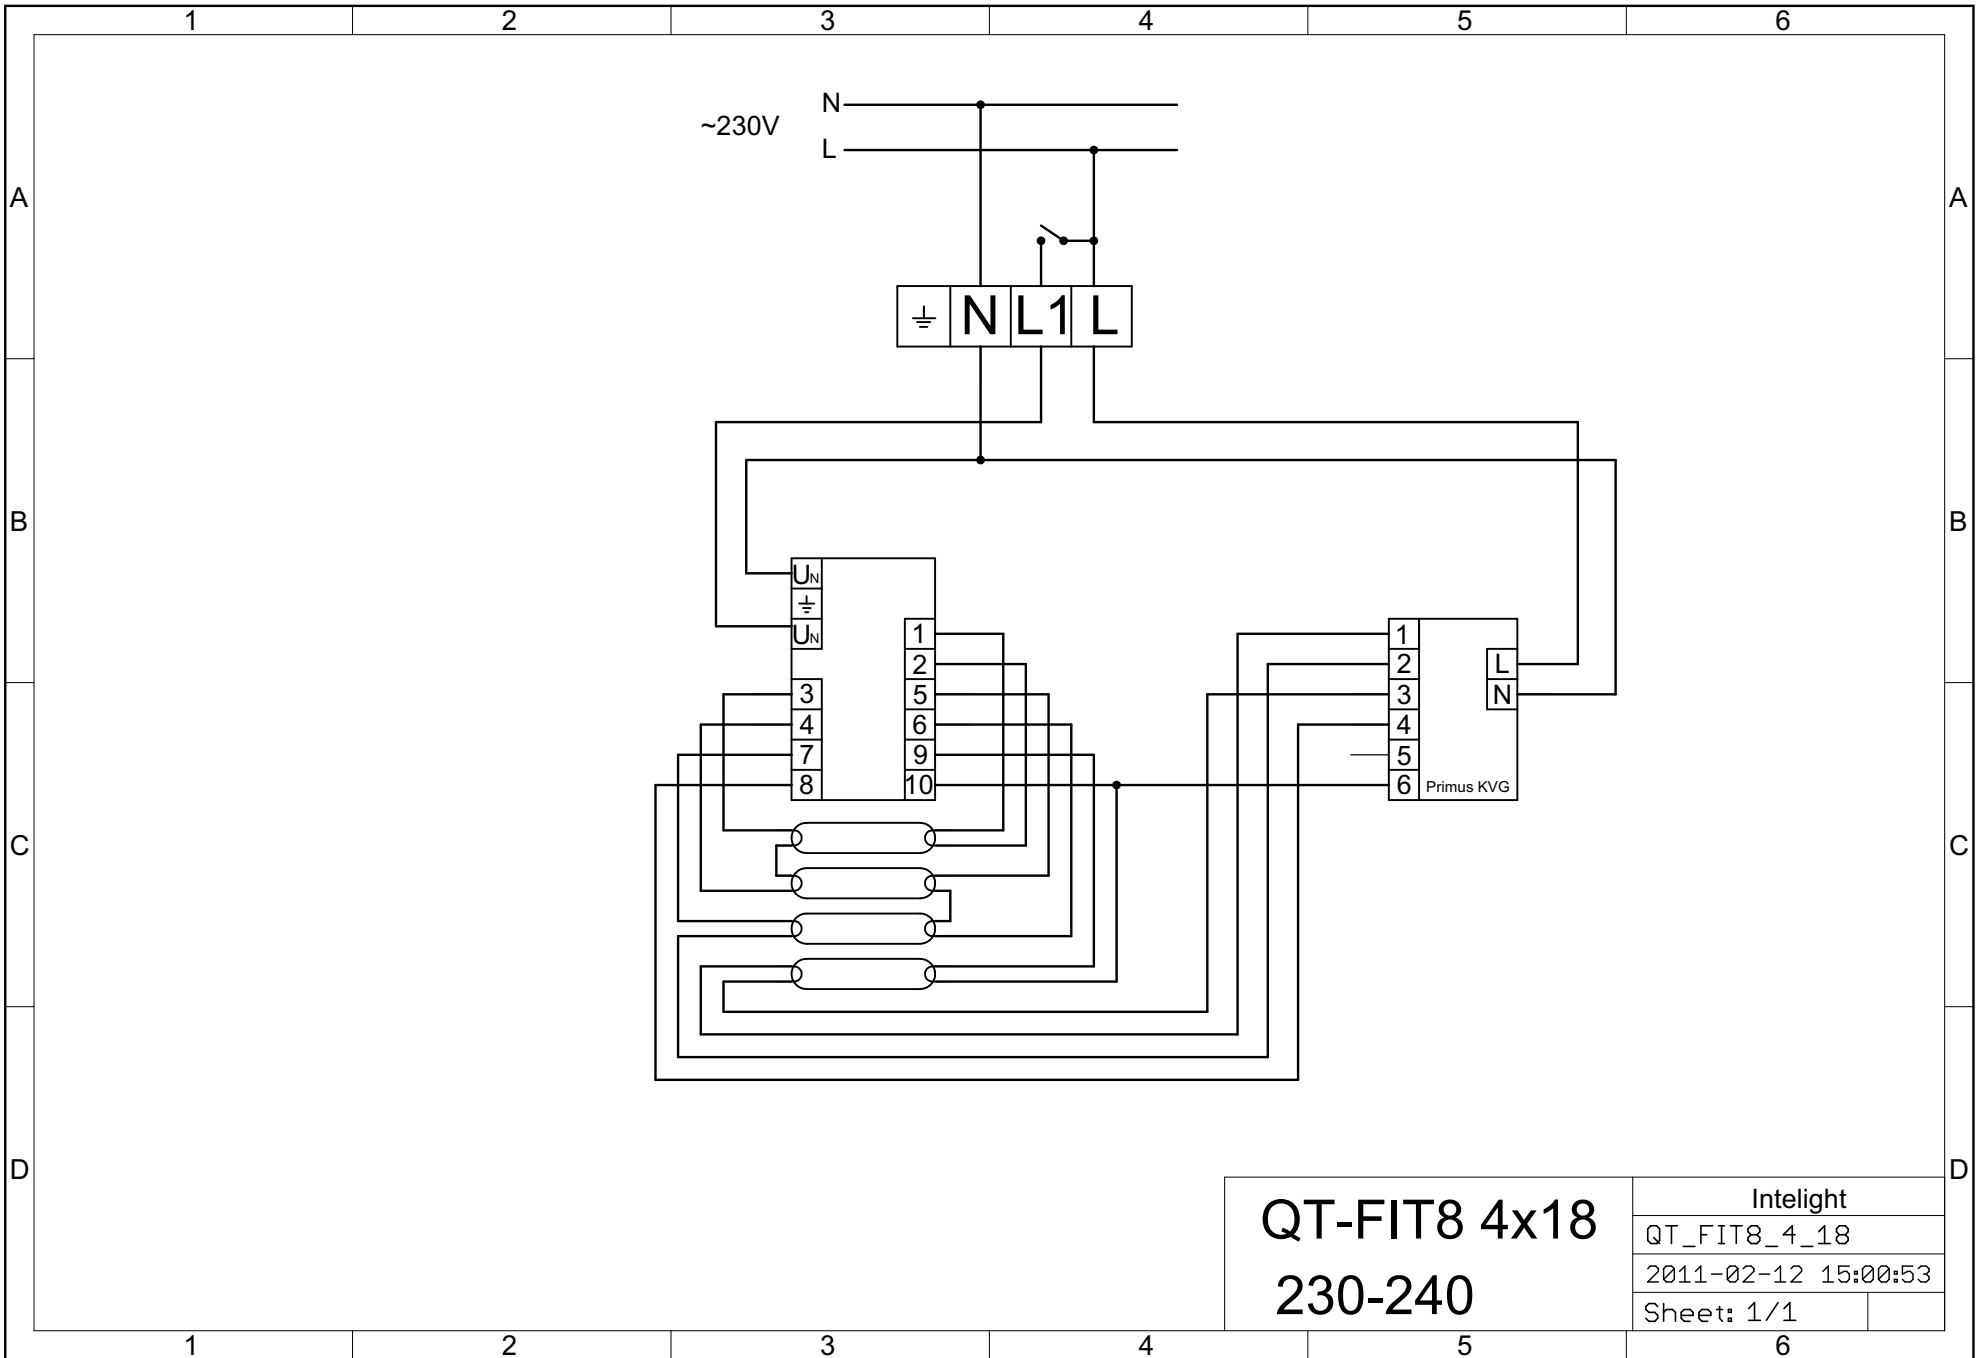 1 2 3 4 5 6
N
~230V
L
A A
N L1 L
B B
UN
UN 1 1
2 2 L
3 5 3 N
4 6 4
7 9 5
8 10 6 Primus KVG
C C
D D
QT-FIT8 4x18
230-240
Intelight
QT_FIT8_4_18
2011-02-12 15:00:53
Sheet: 1/1
1 2 3 4 5 6